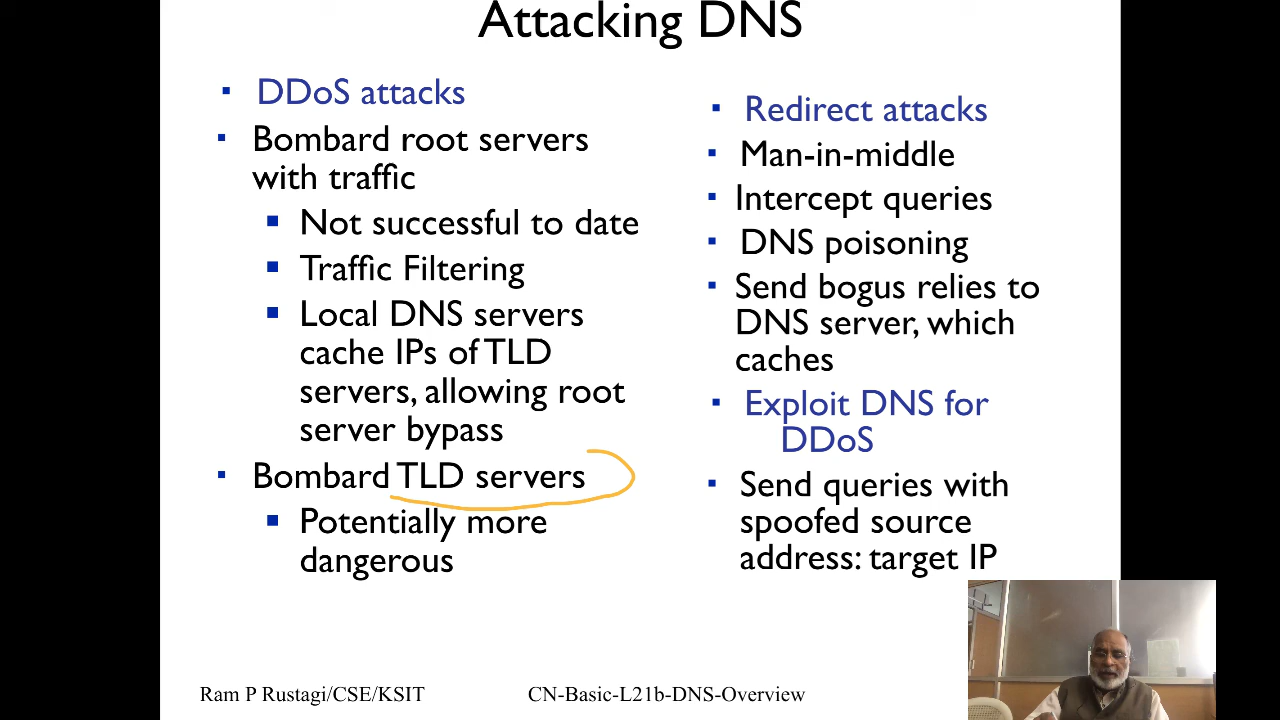 Attacking DNS
DDoS attacks
Bombard root servers
with traffic
Not successful to date
Traffic Filtering
Local DNS servers
cache IPs of TLD
servers, allowing root
server bypass
Bombard TLD servers
Potentially more
dangerous
Redirect attacks
Man-in-middle
Intercept queries
DNS poisoning
Send bogus relies to
DNS server, which
caches
Exploit DNS for
DDoS
Send queries with
spoofed source
address: target IP
Ram P Rustagi/CSE/KSIT
CN-Basic-L21b-DNS-Overview